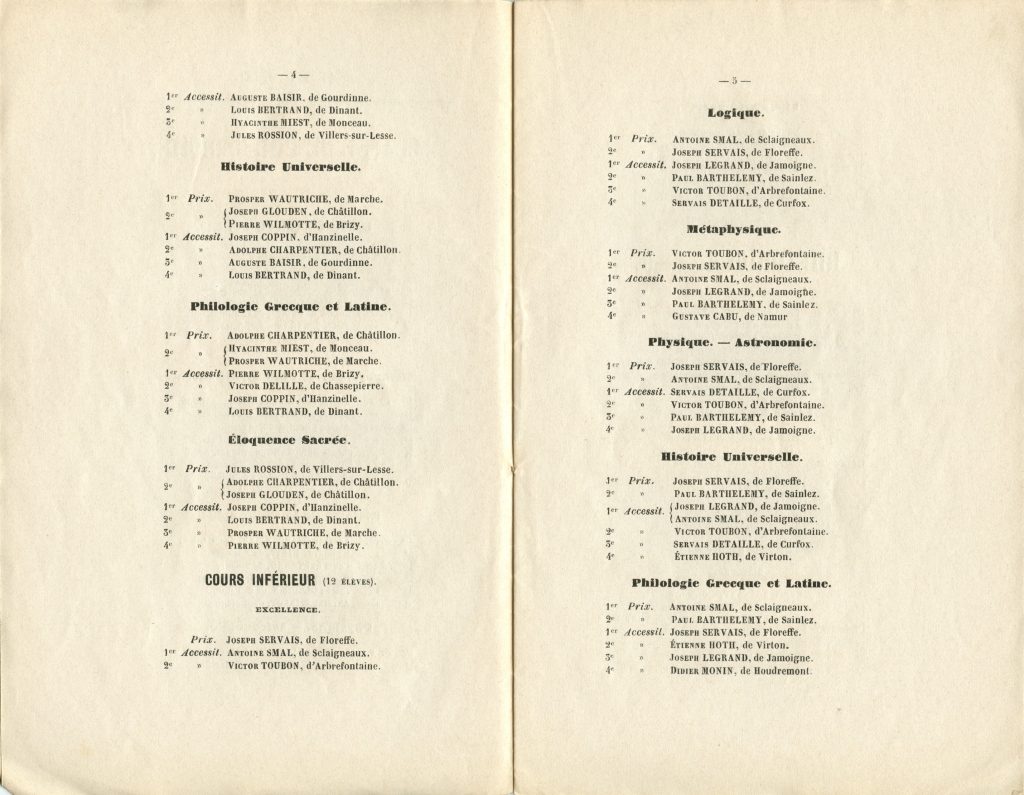 — 4 —
1er Accessit. AUGUSTE BAISIR, de Gourdinne.
2e » LOUIS BERTRAND, de Dinant.
3e » HYACINTHE MIEST, de Monceau.
4e » JULES ROSSION, de Villers-sur-Lesse.
Histoire Universelle.
1er Prix. PROSPER WAUTRICHE, de Marche.
2e » { JOSEPH GLOUDEN, de Châtillon.
{ PIERRE WILMOTTE, de Brizy.
1er Accessit. JOSEPH COPPIN, d'Hanzinelle.
2e » ADOLPHE CHARPENTIER, de Châtillon.
3e » AUGUSTE BAISIR, de Gourdinne.
4e » LOUIS BERTRAND, de Dinant.
Philologie Grecque et Latine.
1er Prix. ADOLPHE CHARPENTIER, de Châtillon.
2e » { HYACINTHE MIEST, de Monceau.
{ PROSPER WAUTRICHE, de Marche.
1er Accessit. PIERRE WILMOTTE, de Brizy.
2e » VICTOR DELILLE, de Chassepierre.
3e » JOSEPH COPPIN, d'Hanzinelle.
4e » LOUIS BERTRAND, de Dinant.
Éloquence Sacrée.
1er Prix. JULES ROSSION, de Villers-sur-Lesse.
2e » { ADOLPHE CHARPENTIER, de Châtillon.
{ JOSEPH GLOUDEN, de Châtillon.
1er Accessit. JOSEPH COPPIN, d'Hanzinelle.
2e » LOUIS BERTRAND, de Dinant.
3e » PROSPER WAUTRICHE, de Marche.
4e » PIERRE WILMOTTE, de Brizy.
COURS INFÉRIEUR (12 ÉLÈVES).
EXCELLENCE.
Prix. JOSEPH SERVAIS, de Floreffe.
1er Accessit. ANTOINE SMAL, de Sclaigneaux.
2e » VICTOR TOUBON, d'Arbrefontaine.
— 5 —
Logique.
1er Prix. ANTOINE SMAL, de Sclaigneaux.
2e » JOSEPH SERVAIS, de Floreffe.
1er Accessit. JOSEPH LEGRAND, de Jamoigne.
2e » PAUL BARTHELEMY, de Sainlez.
3e » VICTOR TOUBON, d'Arbrefontaine.
4e » SERVAIS DETAILLE, de Curfox.
Métaphysique.
1er Prix. VICTOR TOUBON, d'Arbrefontaine.
2e » JOSEPH SERVAIS, de Floreffe.
1er Accessit. ANTOINE SMAL, de Sclaigneaux.
2e » JOSEPH LEGRAND, de Jamoigne.
3e » PAUL BARTHELEMY, de Sainlez.
4e » GUSTAVE CABU, de Namur
Physique. — Astronomie.
1er Prix. JOSEPH SERVAIS, de Floreffe.
2e » ANTOINE SMAL, de Sclaigneaux.
1er Accessit. SERVAIS DETAILLE, de Curfox.
2e » VICTOR TOUBON, d'Arbrefontaine.
3e » PAUL BARTHELEMY, de Sainlez.
4e » JOSEPH LEGRAND, de Jamoigne.
Histoire Universelle.
1er Prix. JOSEPH SERVAIS, de Floreffe.
2e » PAUL BARTHELEMY, de Sainlez.
1er Accessit. { JOSEPH LEGRAND, de Jamoigne.
{ ANTOINE SMAL, de Sclaigneaux.
2e » VICTOR TOUBON, d'Arbrefontaine.
3e » SERVAIS DETAILLE, de Curfox.
4e » ÉTIENNE HOTH, de Virton.
Philologie Grecque et Latine.
1er Prix. ANTOINE SMAL, de Sclaigneaux.
2e » PAUL BARTHELEMY, de Sainlez.
1er Accessit. JOSEPH SERVAIS, de Floreffe.
2e » ÉTIENNE HOTH, de Virton.
3e » JOSEPH LEGRAND, de Jamoigne.
4e » DIDIER MONIN, de Houdremont.